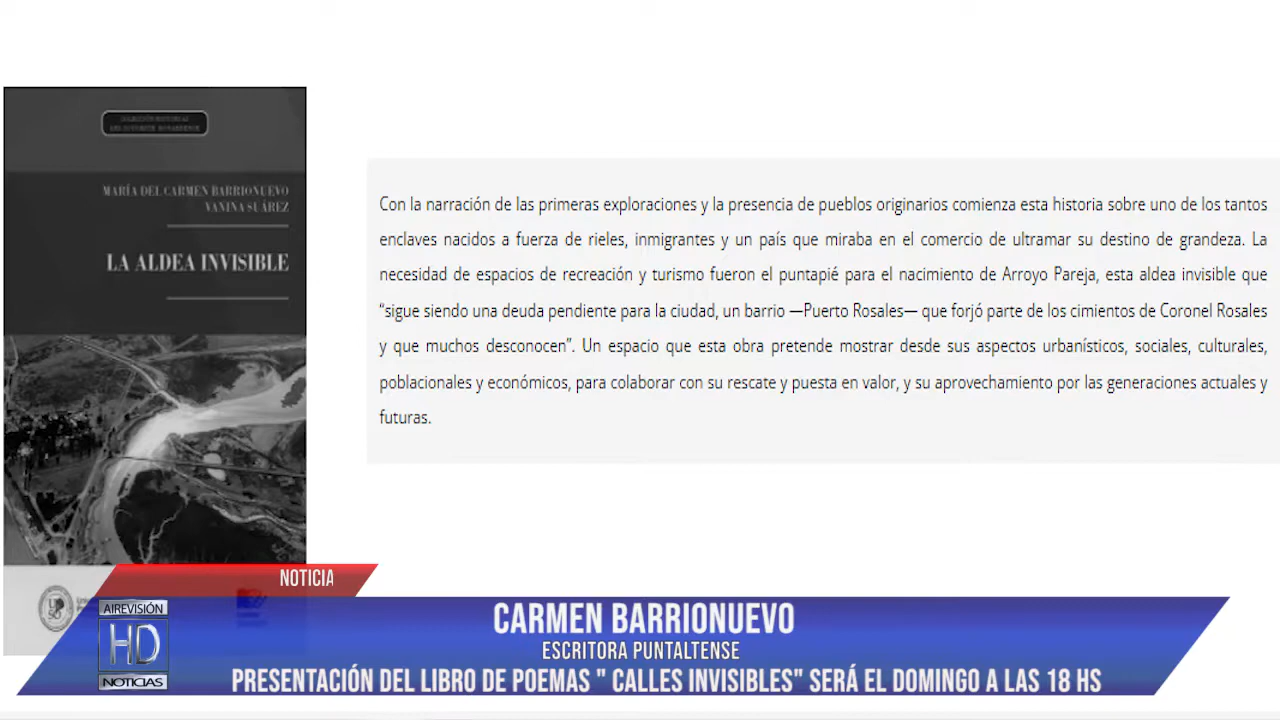 MARÍA DEL CARMEN BARRIONUEVO
VANINA SUÁREZ
LA ALDEA INVISIBLE
Con la narración de las primeras exploraciones y la presencia de pueblos originarios comienza esta historia sobre uno de los tantos
enclaves nacidos a fuerza de rieles, inmigrantes y un país que miraba en el comercio de ultramar su destino de grandeza. La
necesidad de espacios de recreación y turismo fueron el puntapié para el nacimiento de Arroyo Pareja, esta aldea invisible que
“sigue siendo una deuda pendiente para la ciudad, un barrio —Puerto Rosales— que forjó parte de los cimientos de Coronel Rosales
y que muchos desconocen”. Un espacio que esta obra pretende mostrar desde sus aspectos urbanísticos, sociales, culturales,
poblacionales y económicos, para colaborar con su rescate y puesta en valor, y su aprovechamiento por las generaciones actuales y
futuras.
NOTICIA
AIREVISIÓN
HD
NOTICIAS
CARMEN BARRIONUEVO
ESCRITORA PUNTALTENSE
PRESENTACIÓN DEL LIBRO DE POEMAS " CALLES INVISIBLES" SERÁ EL DOMINGO A LAS 18 HS